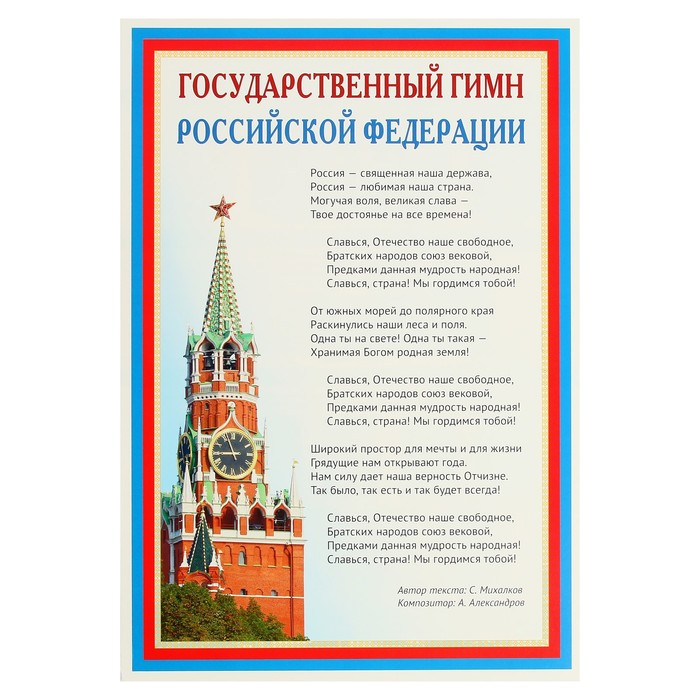 ГОСУДАРСТВЕННЫЙ ГИМН
РОССИЙСКОЙ ФЕДЕРАЦИИ
Россия — священная наша держава,
Россия — любимая наша страна.
Могучая воля, великая слава —
Твое достоянье на все времена!
Славься, Отечество наше свободное,
Братских народов союз вековой,
Предками данная мудрость народная!
Славься, страна! Мы гордимся тобой!
От южных морей до полярного края
Раскинулись наши леса и поля.
Одна ты на свете! Одна ты такая —
Хранимая Богом родная земля!
Славься, Отечество наше свободное,
Братских народов союз вековой,
Предками данная мудрость народная!
Славься, страна! Мы гордимся тобой!
Широкий простор для мечты и для жизни
Грядущие нам открывают года.
Нам силу дает наша верность Отчизне.
Так было, так есть и так будет всегда!
Славься, Отечество наше свободное,
Братских народов союз вековой,
Предками данная мудрость народная!
Славься, страна! Мы гордимся тобой!
Автор текста: С. Михалков
Композитор: А. Александров